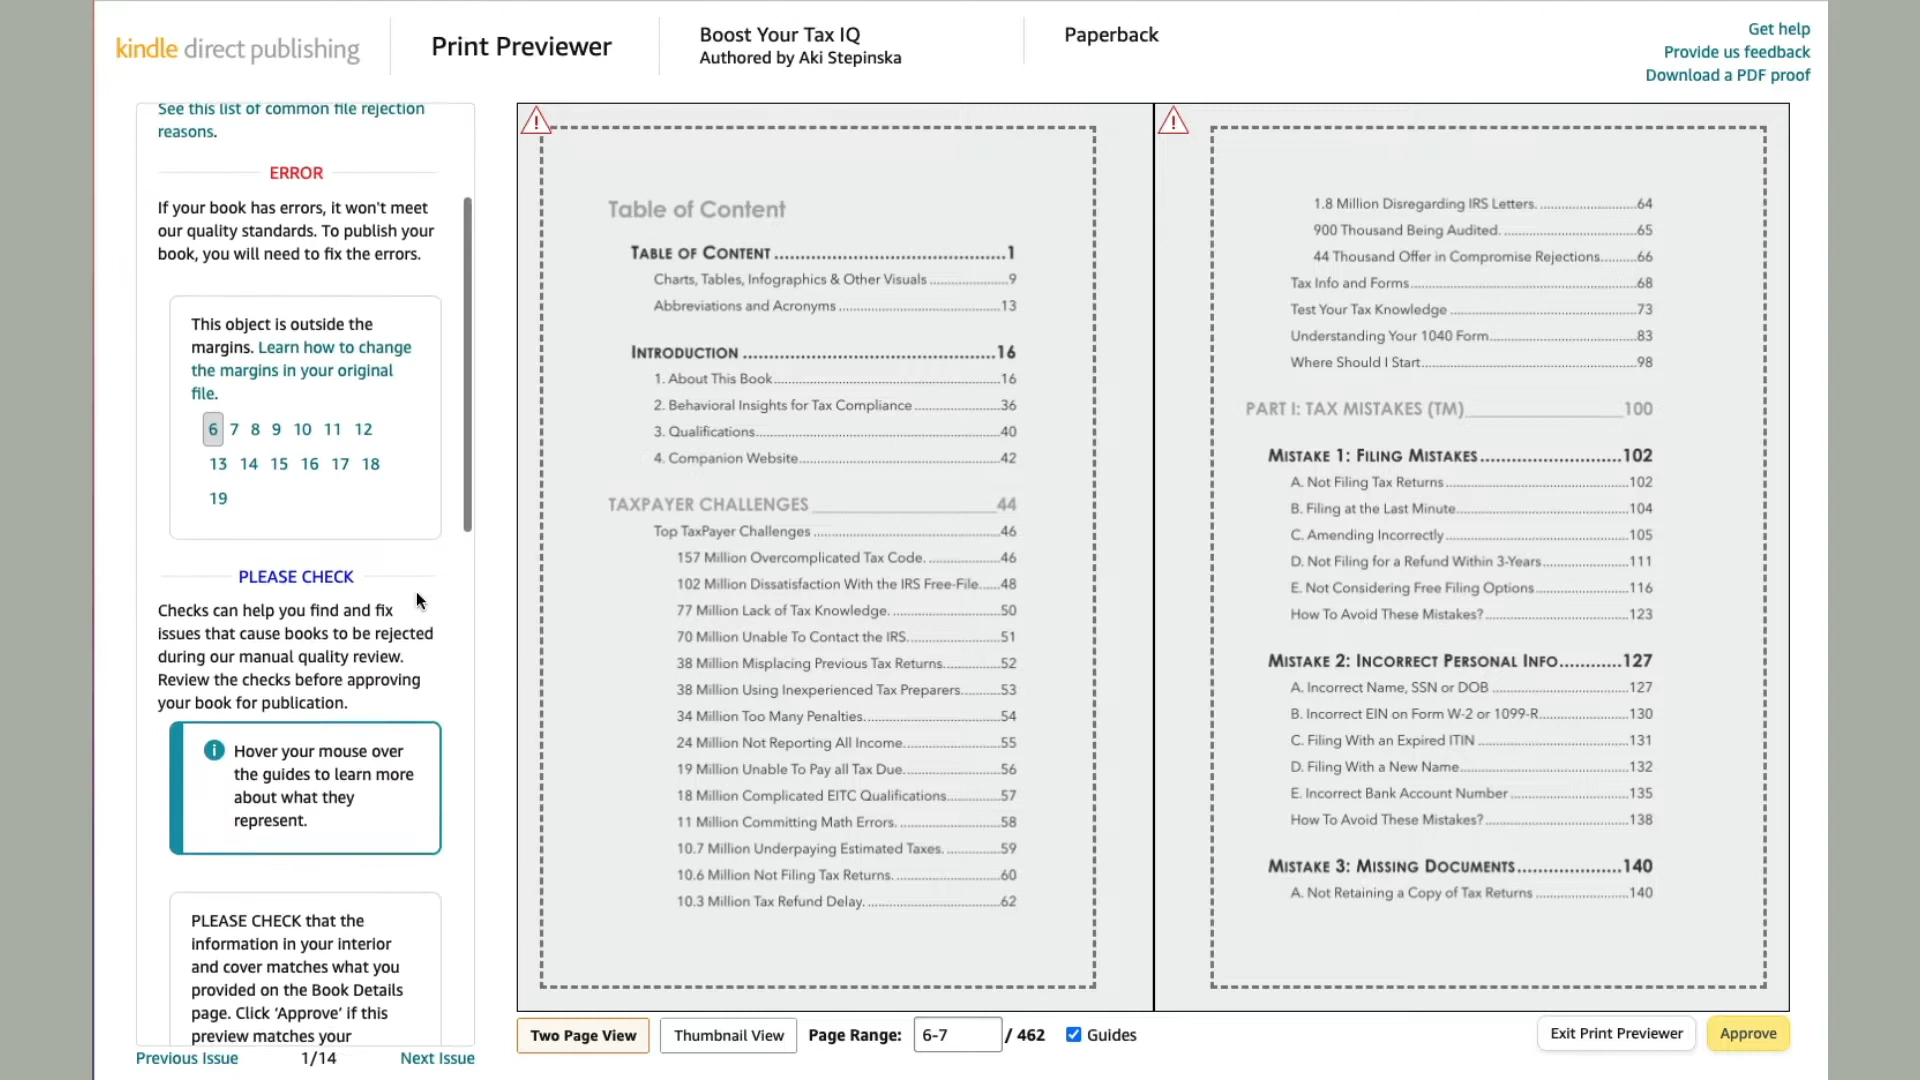 kindle direct publishing
Print Previewer
Boost Your Tax IQ
Authored by Aki Stepinska
Paperback
Get help
Provide us feedback
Download a PDF proof
See this list of common file rejection
reasons.
ERROR
If your book has errors, it won't meet
our quality standards. To publish your
book, you will need to fix the errors.
This object is outside the
margins. Learn how to change
the margins in your original
file.
6 7 8 9 10 11 12
13 14 15 16 17 18
19
PLEASE CHECK
Checks can help you find and fix
issues that cause books to be rejected
during our manual quality review.
Review the checks before approving
your book for publication.
Hover your mouse over
the guides to learn more
about what they
represent.
PLEASE CHECK that the
information in your interior
and cover matches what you
provided on the Book Details
page. Click ‘Approve’ if this
preview matches your
Previous Issue 1/14 Next Issue
Table of Content
TABLE OF CONTENT ........................................1
Charts, Tables, Infographics & Other Visuals ....................9
Abbreviations and Acronyms ........................................13
INTRODUCTION ........................................16
1. About This Book........................................16
2. Behavioral Insights for Tax Compliance ....................36
3. Qualifications........................................40
4. Companion Website........................................42
TAXPAYER CHALLENGES ____________________44
Top TaxPayer Challenges ........................................46
157 Million Overcomplicated Tax Code. ....................46
102 Million Dissatisfaction With the IRS Free-File......48
77 Million Lack of Tax Knowledge. ....................50
70 Million Unable To Contact the IRS.....................51
38 Million Misplacing Previous Tax Returns...............52
38 Million Using Inexperienced Tax Preparers..........53
34 Million Too Many Penalties.........................54
24 Million Not Reporting All Income....................55
19 Million Unable To Pay all Tax Due....................56
18 Million Complicated EITC Qualifications...............57
11 Million Committing Math Errors. ....................58
10.7 Million Underpaying Estimated Taxes. ...............59
10.6 Million Not Filing Tax Returns. ....................60
10.3 Million Tax Refund Delay. ....................62
1.8 Million Disregarding IRS Letters. ....................64
900 Thousand Being Audited. ....................65
44 Thousand Offer in Compromise Rejections..........66
Tax Info and Forms........................................68
Test Your Tax Knowledge ........................................73
Understanding Your 1040 Form..............................83
Where Should I Start........................................98
PART I: TAX MISTAKES (TM)____________________100
MISTAKE 1: FILING MISTAKES.........................102
A. Not Filing Tax Returns ........................................102
B. Filing at the Last Minute........................................104
C. Amending Incorrectly ........................................105
D. Not Filing for a Refund Within 3-Years....................111
E. Not Considering Free Filing Options....................116
How To Avoid These Mistakes? ..............................123
MISTAKE 2: INCORRECT PERSONAL INFO............127
A. Incorrect Name, SSN or DOB ..............................127
B. Incorrect EIN on Form W-2 or 1099-R....................130
C. Filing With an Expired ITIN ..............................131
D. Filing With a New Name..............................132
E. Incorrect Bank Account Number ....................135
How To Avoid These Mistakes? ..............................138
MISTAKE 3: MISSING DOCUMENTS....................140
A. Not Retaining a Copy of Tax Returns ....................140
Two Page View Thumbnail View Page Range: 6-7 / 462 Guides
Exit Print Previewer Approve